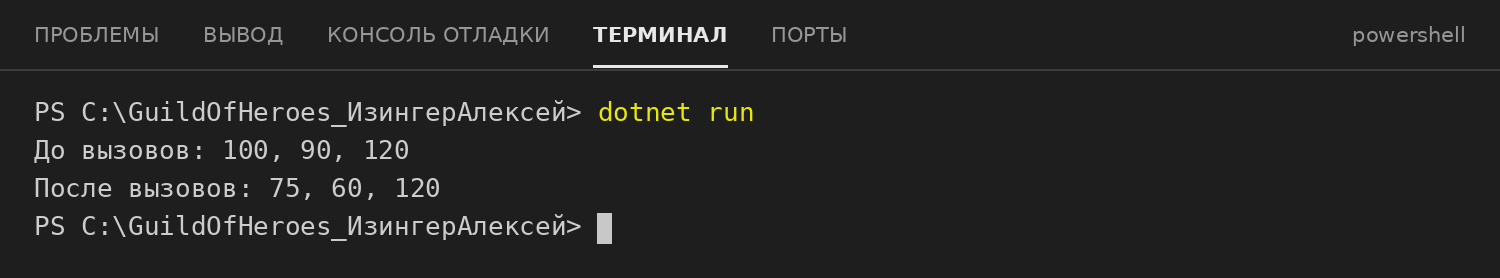 ПРОБЛЕМЫ ВЫВОД КОНСОЛЬ ОТЛАДКИ ТЕРМИНАЛ ПОРТЫ powershell
PS C:\GuildOfHeroes_ИзингерАлексей> dotnet run
До вызовов: 100, 90, 120
После вызовов: 75, 60, 120
PS C:\GuildOfHeroes_ИзингерАлексей>